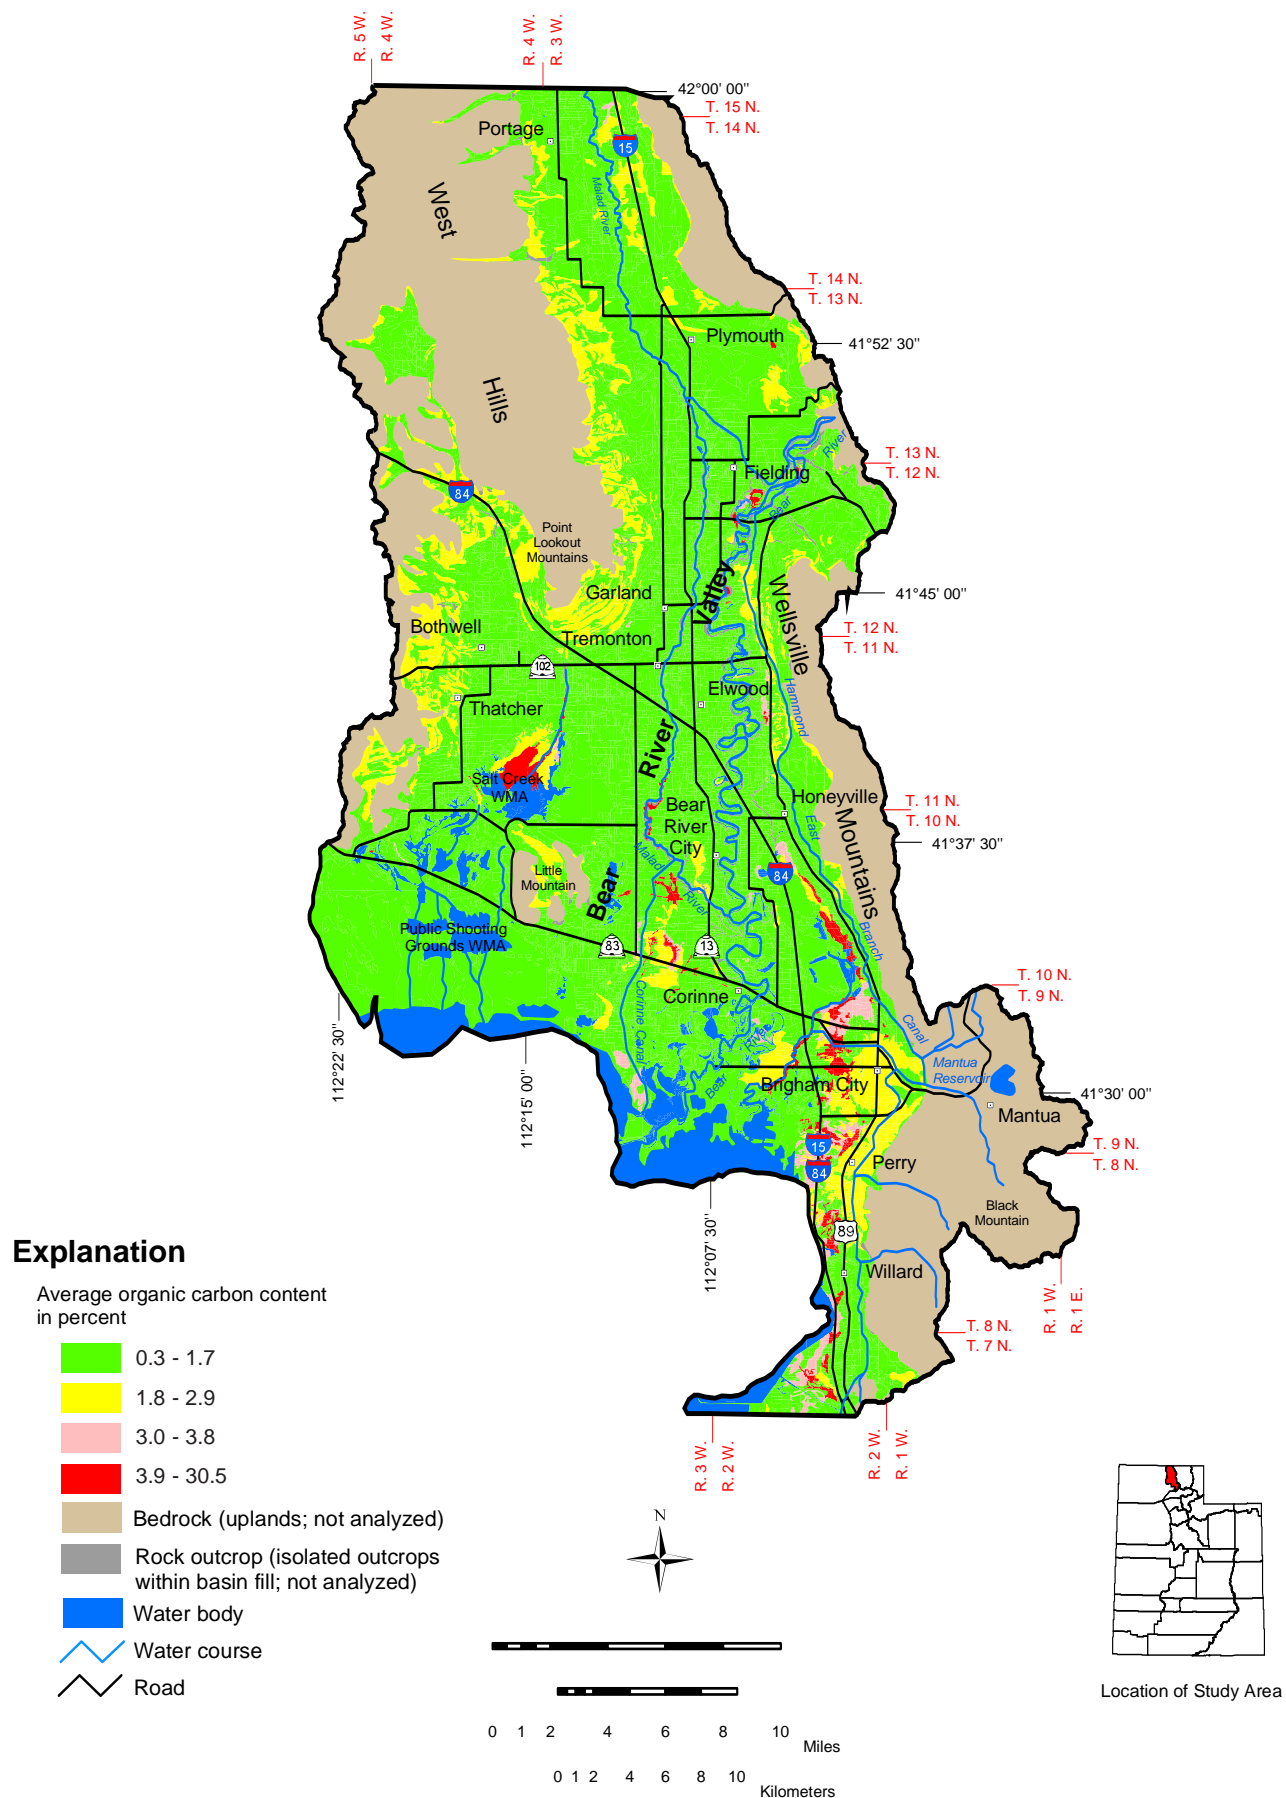 R. 5 W.
R. 4 W.
R. 4 W.
R. 3 W.
42°00' 00"
T. 15 N.
T. 14 N.
Portage
15
Malad River
West
T. 14 N.
T. 13 N.
Plymouth
41°52' 30"
Hills
River
T. 13 N.
T. 12 N.
Fielding
84
Bear
Point
Lookout
Mountains
Garland
Valley
Wellsville
41°45' 00"
Bothwell
Tremonton
T. 12 N.
T. 11 N.
102
Elwood
Hammond
Thatcher
River
Salt Creek
WMA
Honeyville
Bear
River
City
East
Mountains
T. 11 N.
T. 10 N.
41°37' 30"
Malad
River
84
Little
Mountain
Bear
Public Shooting
Grounds WMA
83
13
Branch
Corinne
T. 10 N.
T. 9 N.
Corinne Canal
River
Canal
112°22' 30"
112°15' 00"
Bear
Brigham City
Mantua
Reservoir
41°30' 00"
Mantua
15
84
Perry
T. 9 N.
T. 8 N.
Black
Mountain
89
112°07' 30"
Willard
R. 1 W.
R. 1 E.
T. 8 N.
T. 7 N.
R. 3 W.
R. 2 W.
R. 2 W.
R. 1 W.
Explanation
Average organic carbon content
in percent
0.3 - 1.7
1.8 - 2.9
3.0 - 3.8
3.9 - 30.5
Bedrock (uplands; not analyzed)
Rock outcrop (isolated outcrops
within basin fill; not analyzed)
Water body
Water course
Road
N
0 1 2 4 6 8 10
Miles
0 1 2 4 6 8 10
Kilometers
Location of Study Area